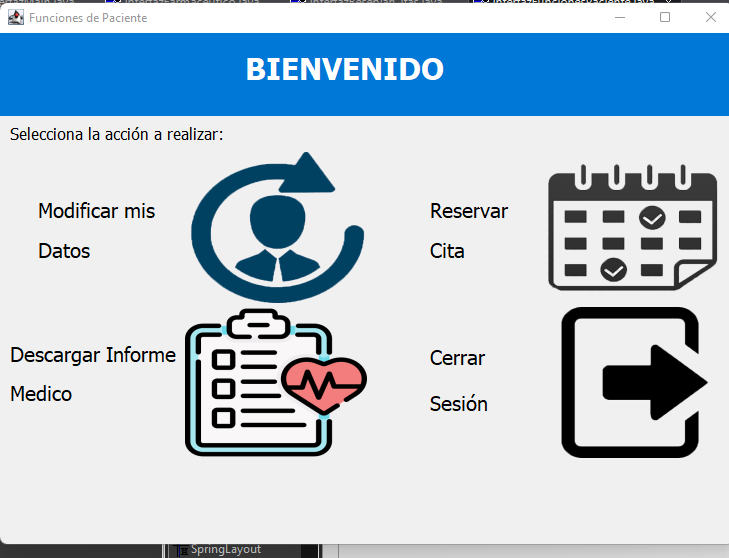 Funciones de Paciente
BIENVENIDO
Selecciona la acción a realizar:
Modificar mis
Datos
Reservar
Cita
Descargar Informe
Medico
Cerrar
Sesión
SpringLayout